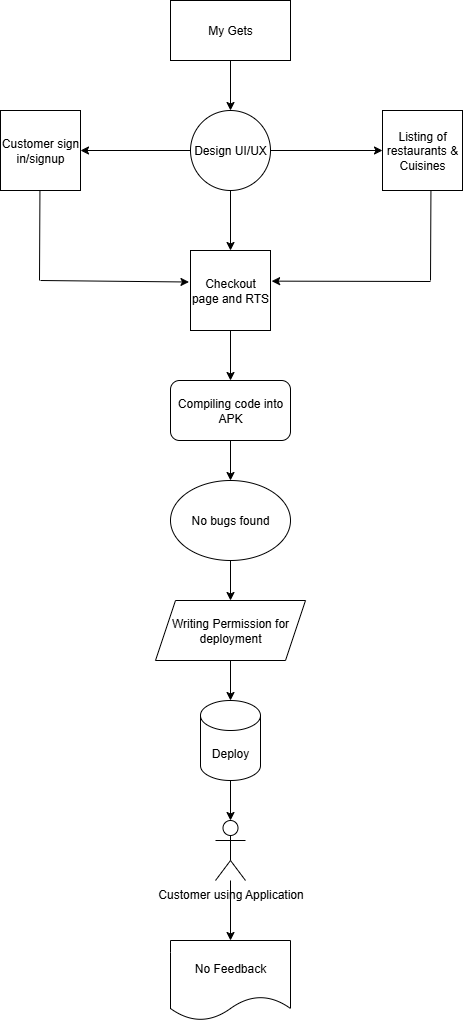 My Gets
Customer sign
in/signup
Design UI/UX
Listing of
restaurants &
Cuisines
Checkout
page and RTS
Compiling code into
APK
No bugs found
Writing Permission for
deployment
Deploy
Customer using Application
No Feedback